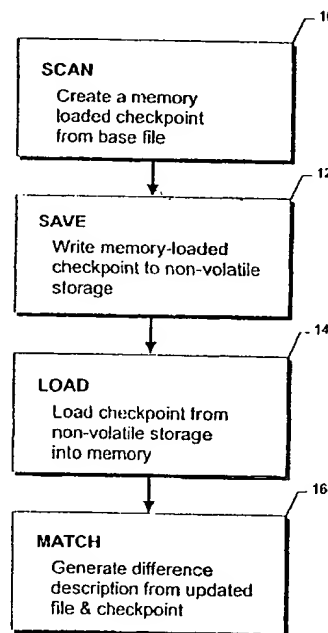 10
SCAN
Create a memory
loaded checkpoint
from base file
12
SAVE
Write memory-loaded
checkpoint to non-volatile
storage
14
LOAD
Load checkpoint from
non-volatile storage
into memory
16
MATCH
Generate difference
description from updated
file & checkpoint